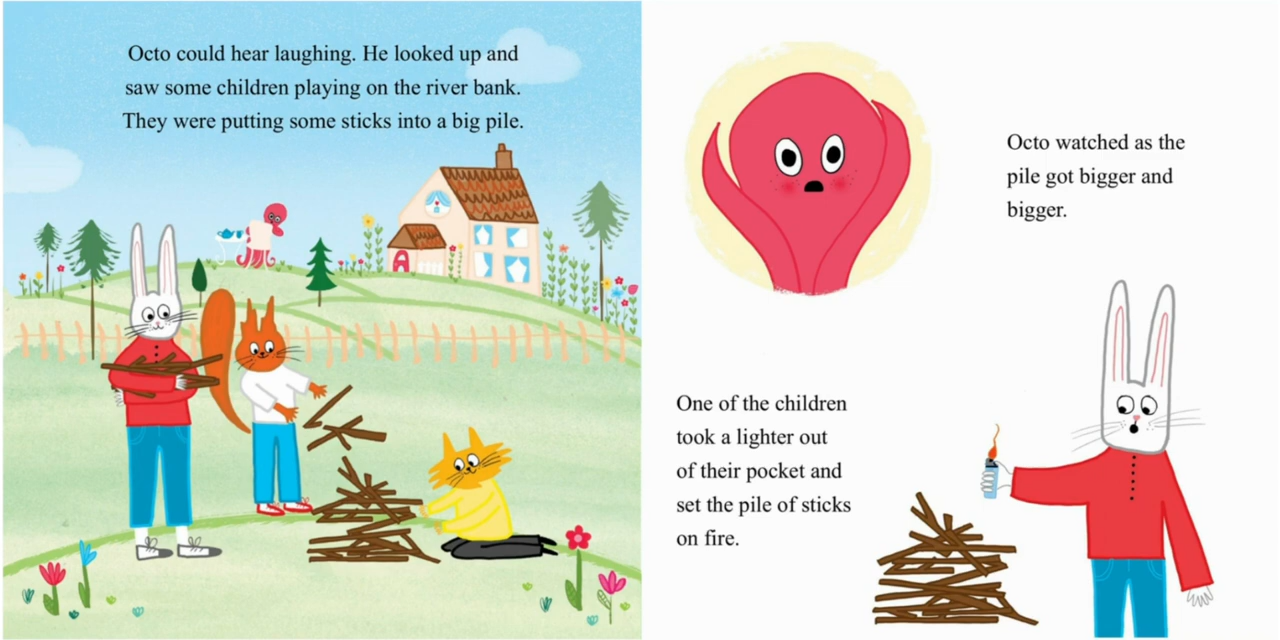 Octo could hear laughing. He looked up and
saw some children playing on the river bank.
They were putting some sticks into a big pile.
Octo watched as the
pile got bigger and
bigger.
One of the children
took a lighter out
of their pocket and
set the pile of sticks
on fire.